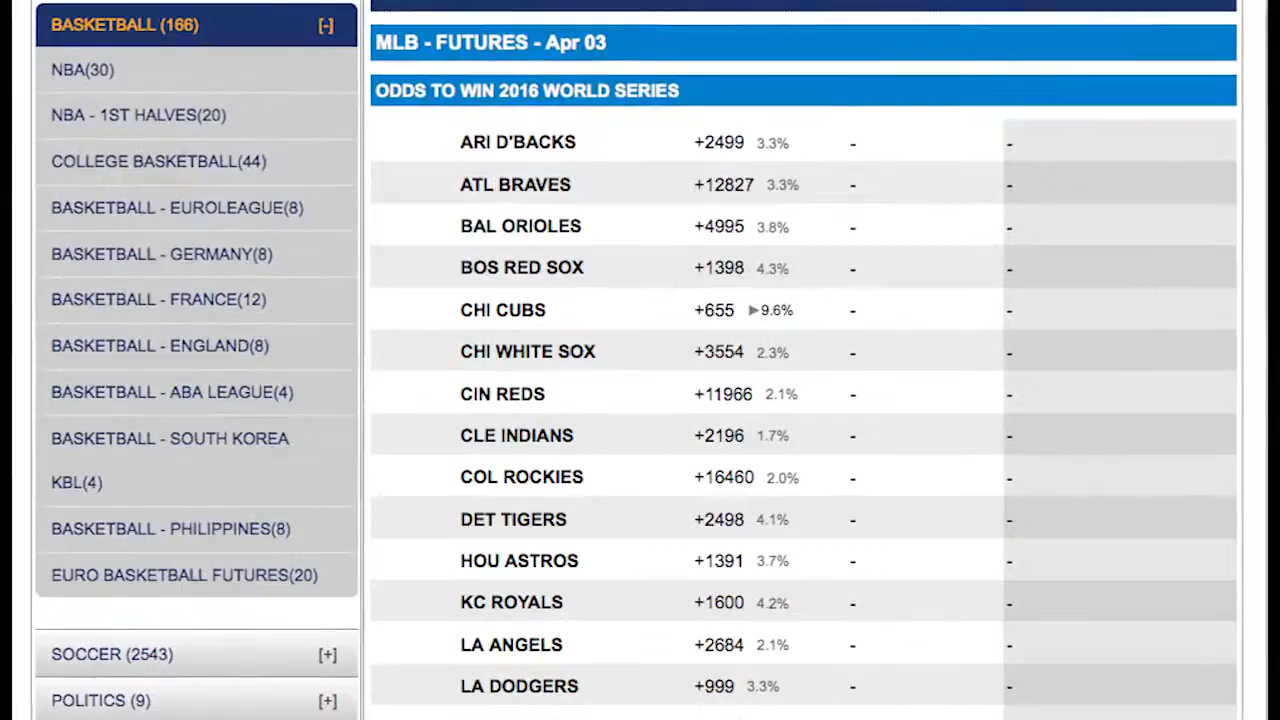 BASKETBALL (166) [-]
NBA(30)
NBA - 1ST HALVES(20)
COLLEGE BASKETBALL(44)
BASKETBALL - EUROLEAGUE(8)
BASKETBALL - GERMANY(8)
BASKETBALL - FRANCE(12)
BASKETBALL - ENGLAND(8)
BASKETBALL - ABA LEAGUE(4)
BASKETBALL - SOUTH KOREA
KBL(4)
BASKETBALL - PHILIPPINES(8)
EURO BASKETBALL FUTURES(20)
SOCCER (2543) [+]
POLITICS (9) [+]
MLB - FUTURES - Apr 03
ODDS TO WIN 2016 WORLD SERIES
ARI D'BACKS +2499 3.3% - -
ATL BRAVES +12827 3.3% - -
BAL ORIOLES +4995 3.8% - -
BOS RED SOX +1398 4.3% - -
CHI CUBS +655 ►9.6% - -
CHI WHITE SOX +3554 2.3% - -
CIN REDS +11966 2.1% - -
CLE INDIANS +2196 1.7% - -
COL ROCKIES +16460 2.0% - -
DET TIGERS +2498 4.1% - -
HOU ASTROS +1391 3.7% - -
KC ROYALS +1600 4.2% - -
LA ANGELS +2684 2.1% - -
LA DODGERS +999 3.3% - -